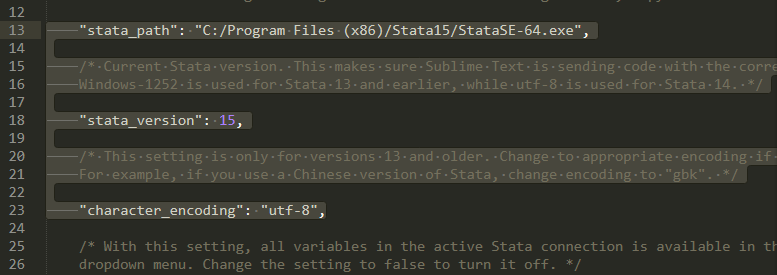 12
13 "stata_path": "C:/Program Files (x86)/Stata15/StataSE-64.exe",
14
15 /* Current Stata version. This makes sure Sublime Text is sending code with the
16 Windows-1252 is used for Stata 13 and earlier, while utf-8 is used for Stata 14. */
17
18 "stata_version": 15,
19
20 /* This setting is only for versions 13 and older. Change to appropriate encoding if
21 For example, if you use a Chinese version of Stata, change encoding to "gbk". */
22
23 "character_encoding": "utf-8",
24
25 /* With this setting, all variables in the active Stata connection is available in
26 dropdown menu. Change the setting to false to turn it off. */